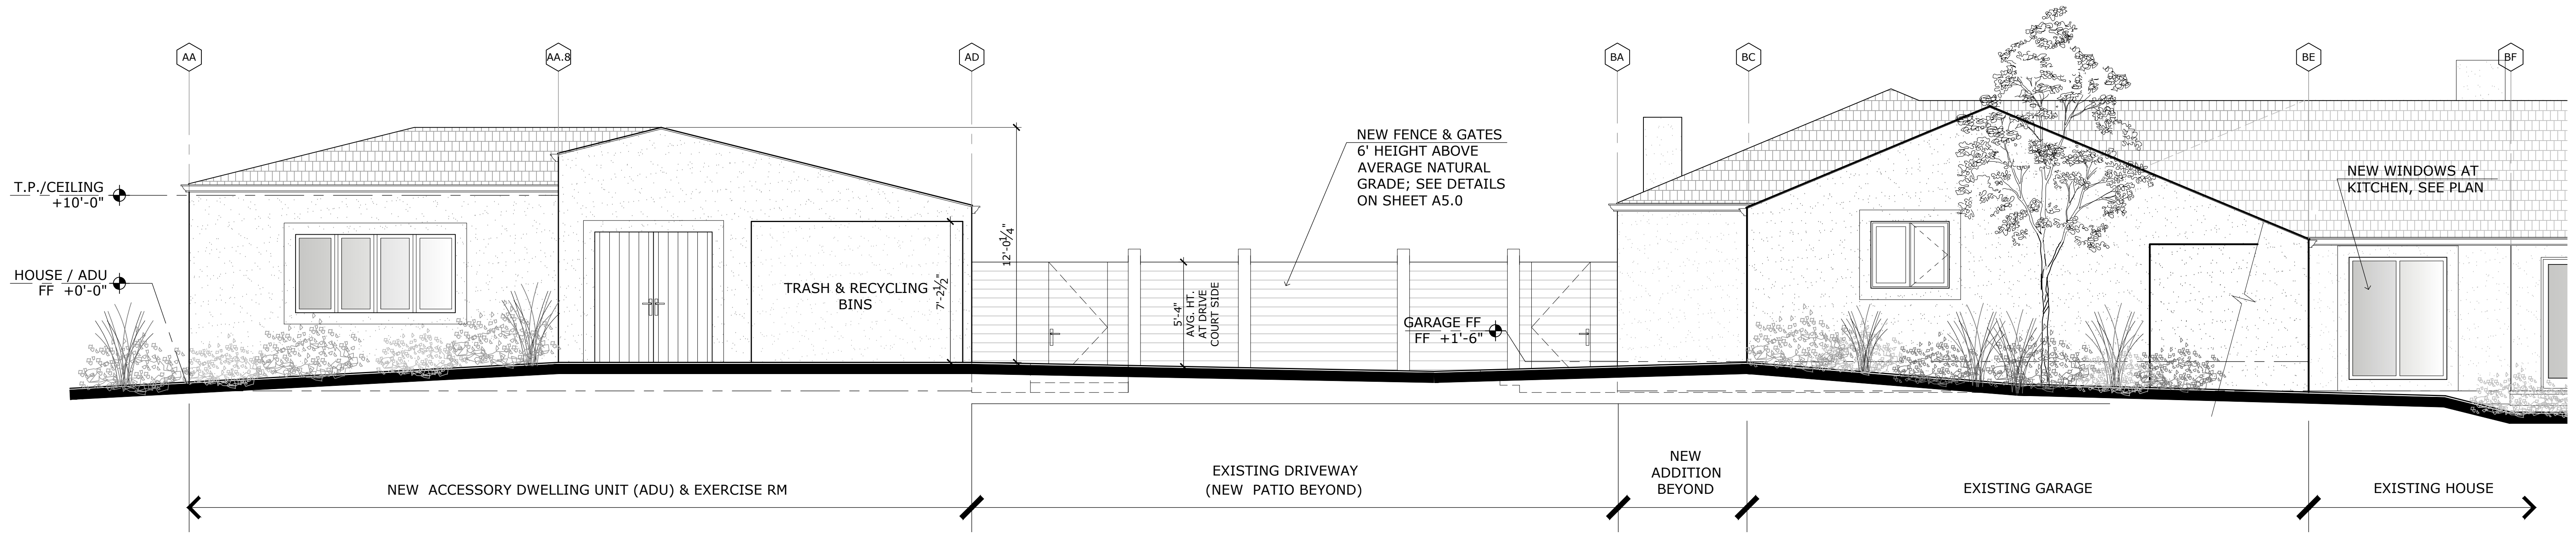 AA
AA.8
AD
BA
BC
BE
BF
T.P./CEILING
+10'-0"
HOUSE / ADU
FF +0'-0"
TRASH & RECYCLING
BINS
7'-2½"
12'-0¼"
5'-4"
AVG. HT.
AT DRIVE
COURT SIDE
NEW FENCE & GATES
6' HEIGHT ABOVE
AVERAGE NATURAL
GRADE; SEE DETAILS
ON SHEET A5.0
GARAGE FF
FF +1'-6"
NEW WINDOWS AT
KITCHEN, SEE PLAN
NEW ACCESSORY DWELLING UNIT (ADU) & EXERCISE RM
EXISTING DRIVEWAY
(NEW PATIO BEYOND)
NEW
ADDITION
BEYOND
EXISTING GARAGE
EXISTING HOUSE